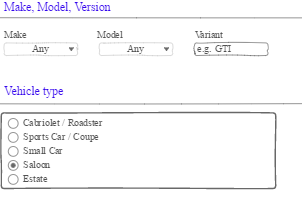 Make, Model, Version
Make Model Variant
Any Any e.g. GTI
Vehicle type
Cabriolet / Roadster
Sports Car / Coupe
Small Car
Saloon
Estate